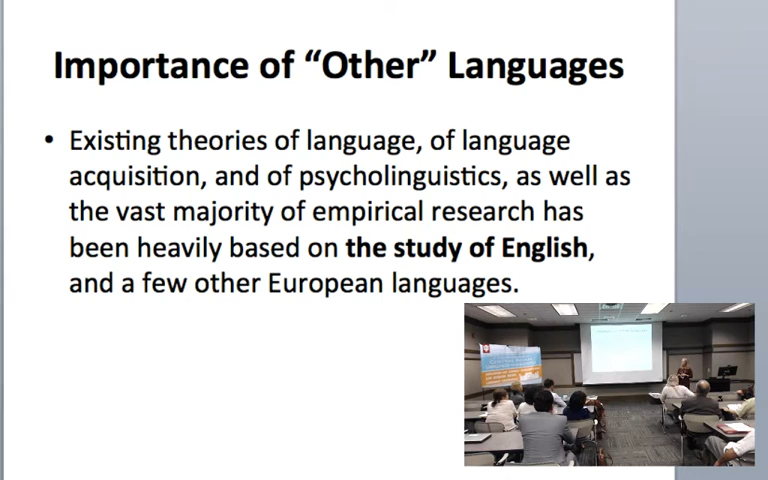 Importance of “Other” Languages
• Existing theories of language, of language
acquisition, and of psycholinguistics, as well as
the vast majority of empirical research has
been heavily based on the study of English,
and a few other European languages.